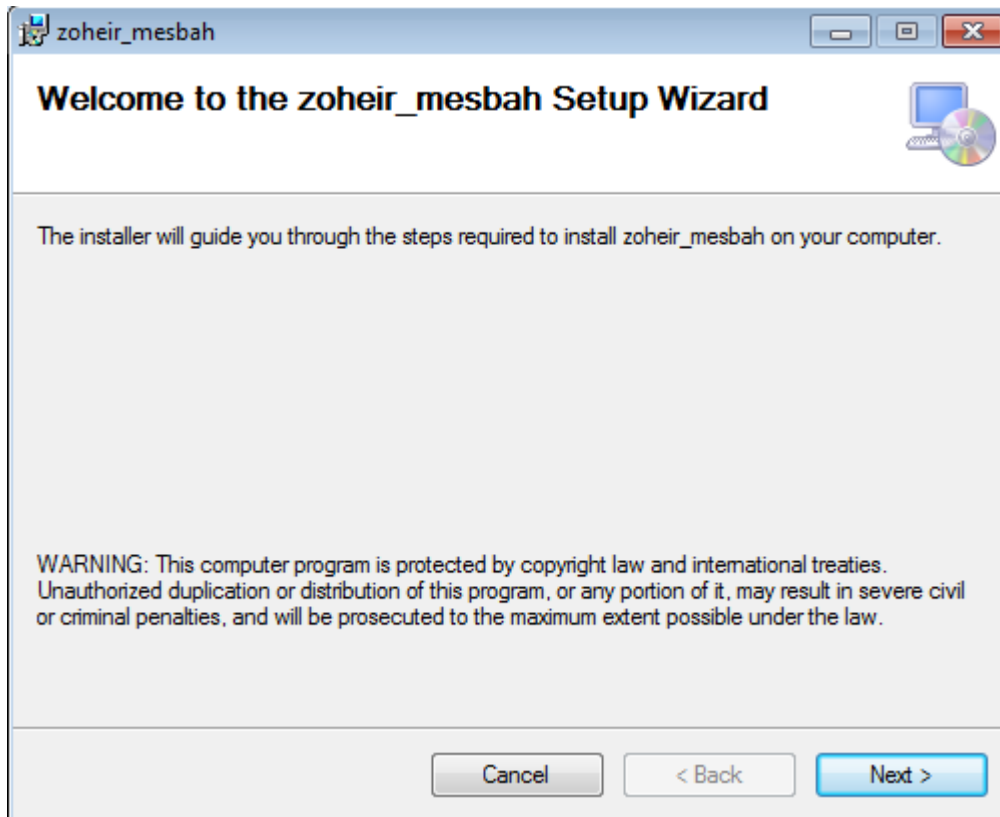 zoheir_mesbah
Welcome to the zoheir_mesbah Setup Wizard
The installer will guide you through the steps required to install zoheir_mesbah on your computer.
WARNING: This computer program is protected by copyright law and international treaties.
Unauthorized duplication or distribution of this program, or any portion of it, may result in severe civil
or criminal penalties, and will be prosecuted to the maximum extent possible under the law.
Cancel
< Back
Next >